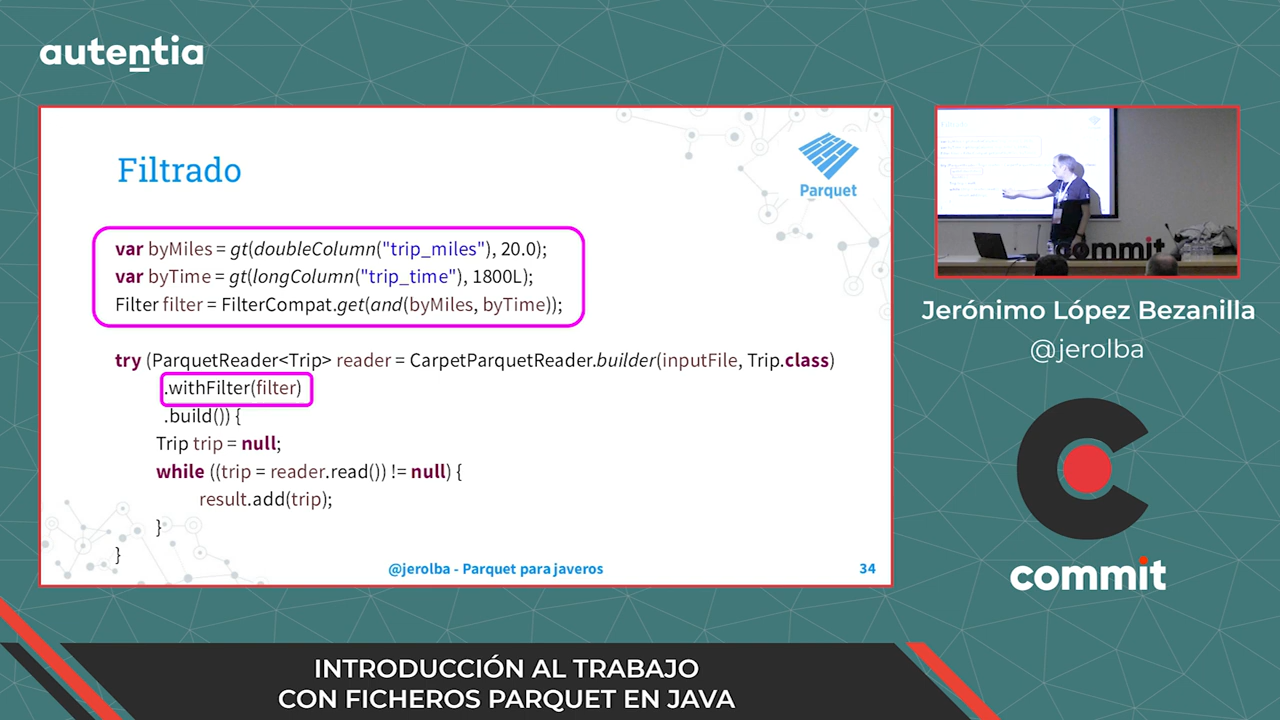 autentia
Filtrado
Parquet
var byMiles = gt(doubleColumn("trip_miles"), 20.0);
var byTime = gt(longColumn("trip_time"), 1800L);
Filter filter = FilterCompat.get(and(byMiles, byTime));
try (ParquetReader<Trip> reader = CarpetParquetReader.builder(inputFile, Trip.class)
.withFilter(filter)
.build()) {
Trip trip = null;
while ((trip = reader.read()) != null) {
result.add(trip);
}
}
@jerolba - Parquet para javeros
34
commit
Jerónimo López Bezanilla
@jerolba
commit
INTRODUCCIÓN AL TRABAJO
CON FICHEROS PARQUET EN JAVA